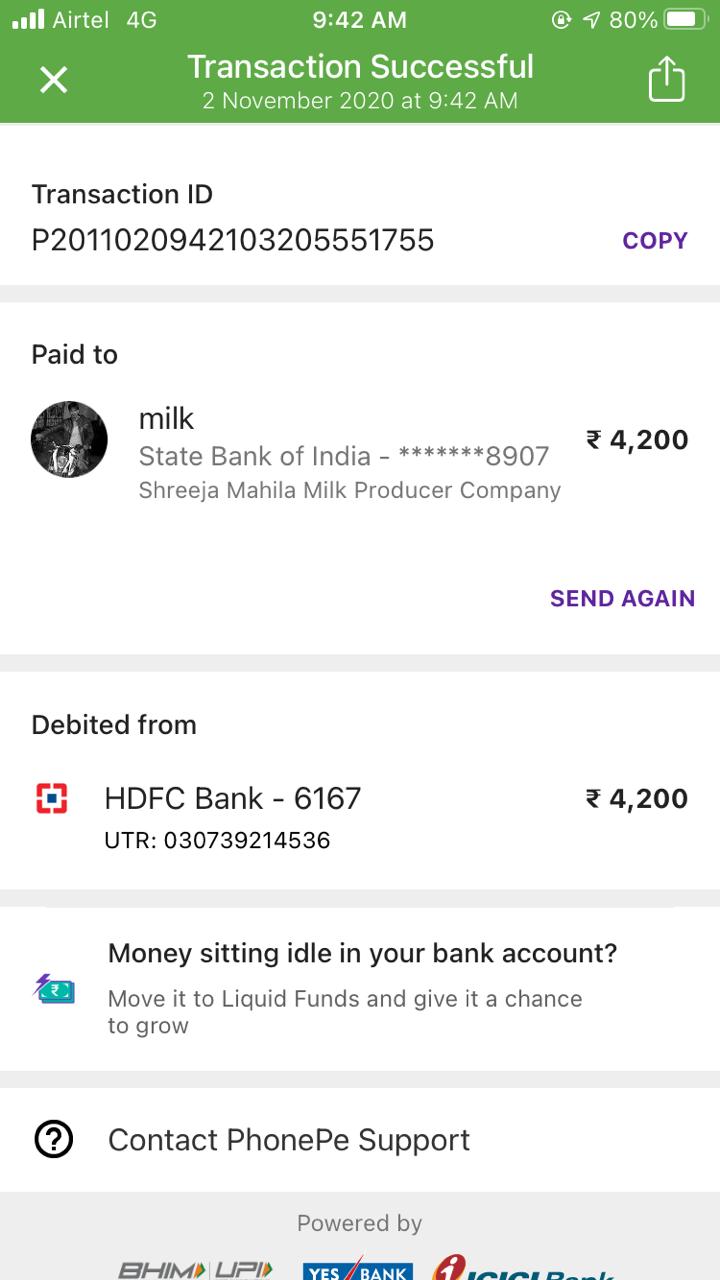 Airtel 4G 9:42 AM 80%
Transaction Successful
2 November 2020 at 9:42 AM
Transaction ID
P2011020942103205551755 COPY
Paid to
milk
₹ 4,200
State Bank of India - *******8907
Shreeja Mahila Milk Producer Company
SEND AGAIN
Debited from
HDFC Bank - 6167 ₹ 4,200
UTR: 030739214536
Money sitting idle in your bank account?
Move it to Liquid Funds and give it a chance
to grow
Contact PhonePe Support
Powered by
BHIM UPI YES BANK ICICI Bank